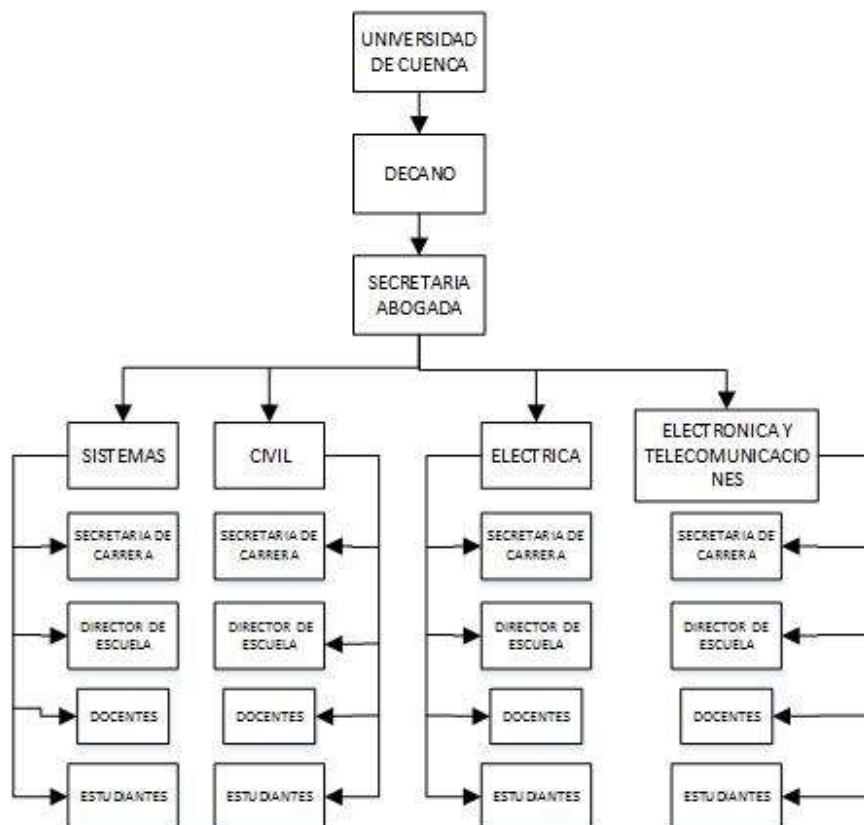 UNIVERSIDAD
DE CUENCA
DECANO
SECRETARIA
ABOGADA
SISTEMAS
CIVIL
ELECTRICA
ELECTRONICA Y
TELECOMUNICACIO
NES
SECRETARIA DE
CARRERA
SECRETARIA DE
CARRERA
SECRETARIA DE
CARRERA
SECRETARIA DE
CARRERA
DIRECTOR DE
ESCUELA
DIRECTOR DE
ESCUELA
DIRECTOR DE
ESCUELA
DIRECTOR DE
ESCUELA
DOCENTES
DOCENTES
DOCENTES
DOCENTES
ESTUDIANTES
ESTUDIANTES
ESTUDIANTES
ESTUDIANTES